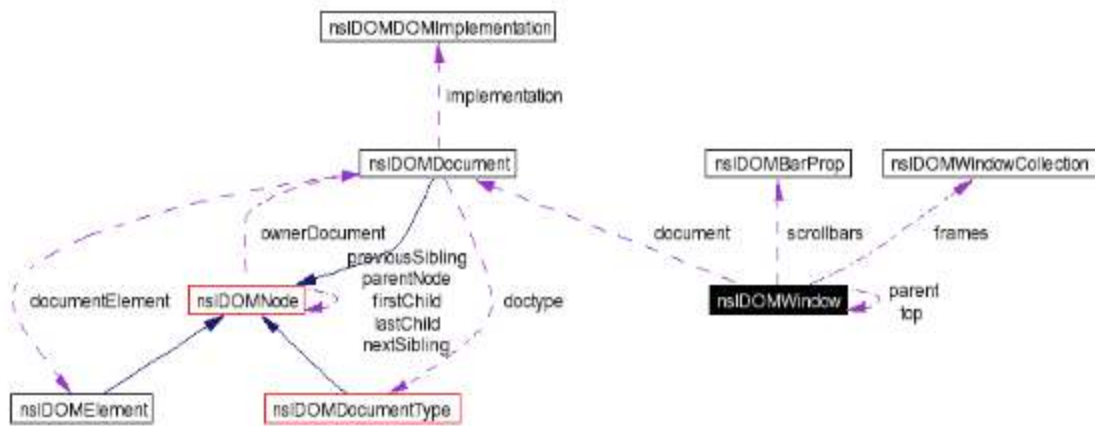 nsIDOMDOMImplementation
implementation
nsIDOMDocument
nsIDOMBarProp
nsIDOMWindowCollection
ownerDocument
document
scrollbars
frames
previousSibling
parentNode
documentElement
nsIDOMNode
firstChild
doctype
nsIDOMWindow
parent
top
lastChild
nextSibling
nsIDOMElement
nsIDOMDocumentType